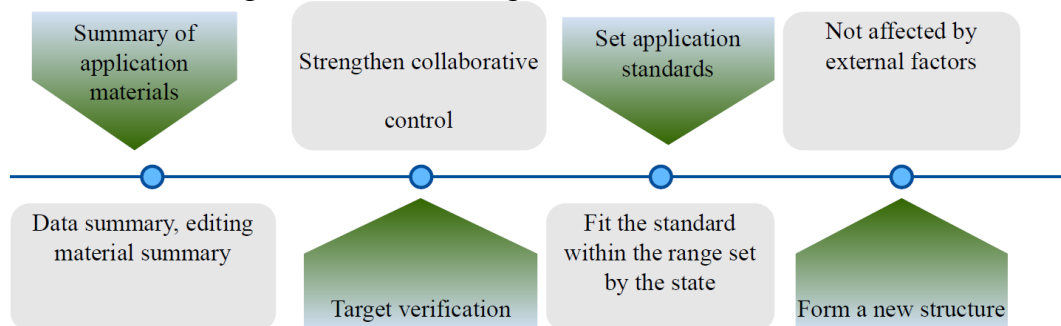 Summary of
application
materials
Strengthen collaborative
control
Set application
standards
Not affected by
external factors
Data summary, editing
material summary
Target verification
Fit the standard
within the range set
by the state
Form a new structure